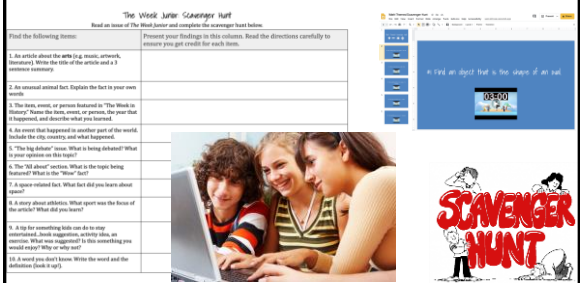 The Week Junior Scavenger Hunt
Read an issue of The Week Junior and complete the scavenger hunt below.
Find the following items:
Present your findings in this column. Read the directions carefully to
ensure you get credit for each item.
1. An article about the arts (e.g. music, artwork,
literature). Write the title of the article and a 3
sentence summary.
2. An unusual animal fact. Explain the fact in your own
words
3. The item, event, or person featured in "The Week in
History." Name the item, event, or person, the year that
it happened, and describe what you learned.
4. An event that happened in another part of the world.
Include the city, country, and what happened.
5. "The big debate" issue. What is being debated? What
is your opinion on this topic?
6. The "All about" section. What is the topic being
featured? What is the "Wow" fact?
7. A space-related fact. What fact did you learn about
space?
8. A story about athletics. What sport was the focus of
the article? What did you learn?
9. A tip for something kids can do to stay
entertained...book suggestion, activity idea, an
exercise. What was suggested? Is this something you
would enjoy? Why or why not?
10. A word you don't know. Write the word and the
definition (look it up!).
Find an object that is the shape of an oval.
03:00
SCAVENGER
HUNT